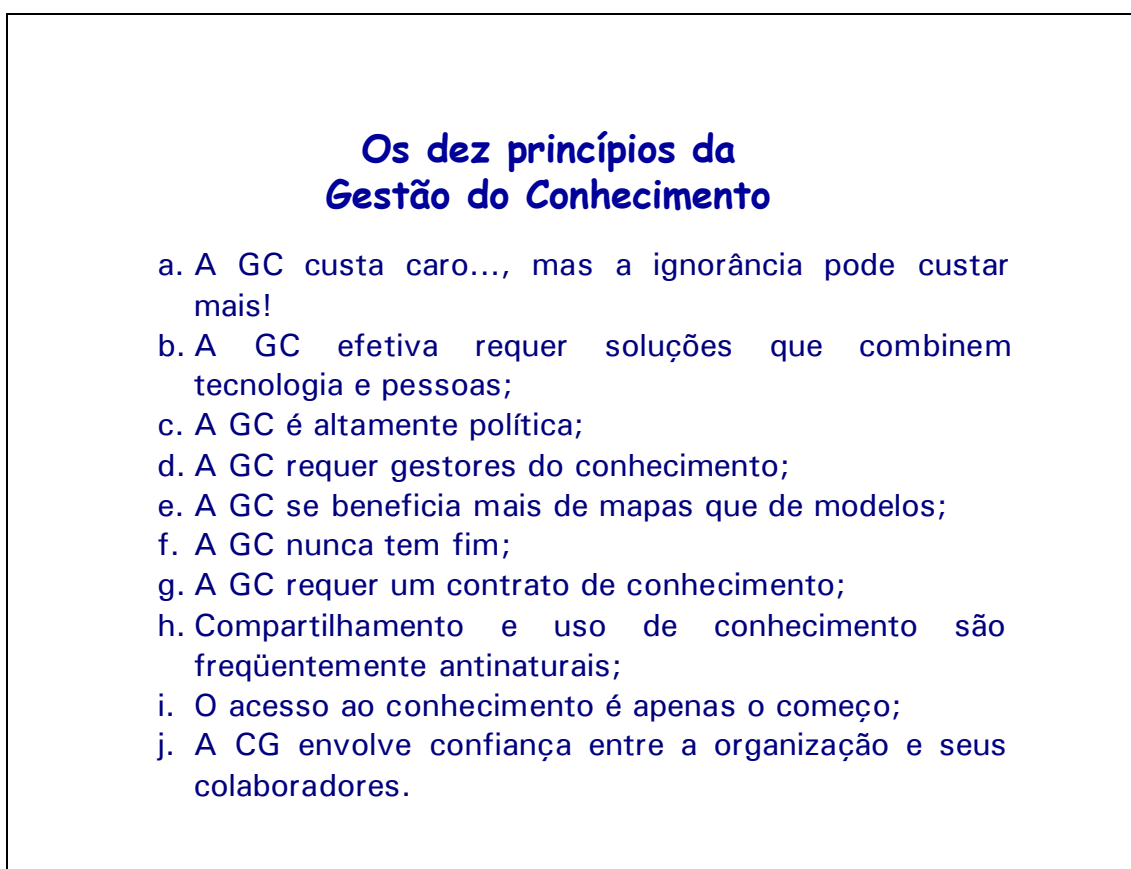 Os dez princípios da
Gestão do Conhecimento
a. A GC custa caro..., mas a ignorância pode custar
mais!
b. A GC efetiva requer soluções que combinem
tecnologia e pessoas;
c. A GC é altamente política;
d. A GC requer gestores do conhecimento;
e. A GC se beneficia mais de mapas que de modelos;
f. A GC nunca tem fim;
g. A GC requer um contrato de conhecimento;
h. Compartilhamento e uso de conhecimento são
freqüentemente antinaturais;
i. O acesso ao conhecimento é apenas o começo;
j. A CG envolve confiança entre a organização e seus
colaboradores.